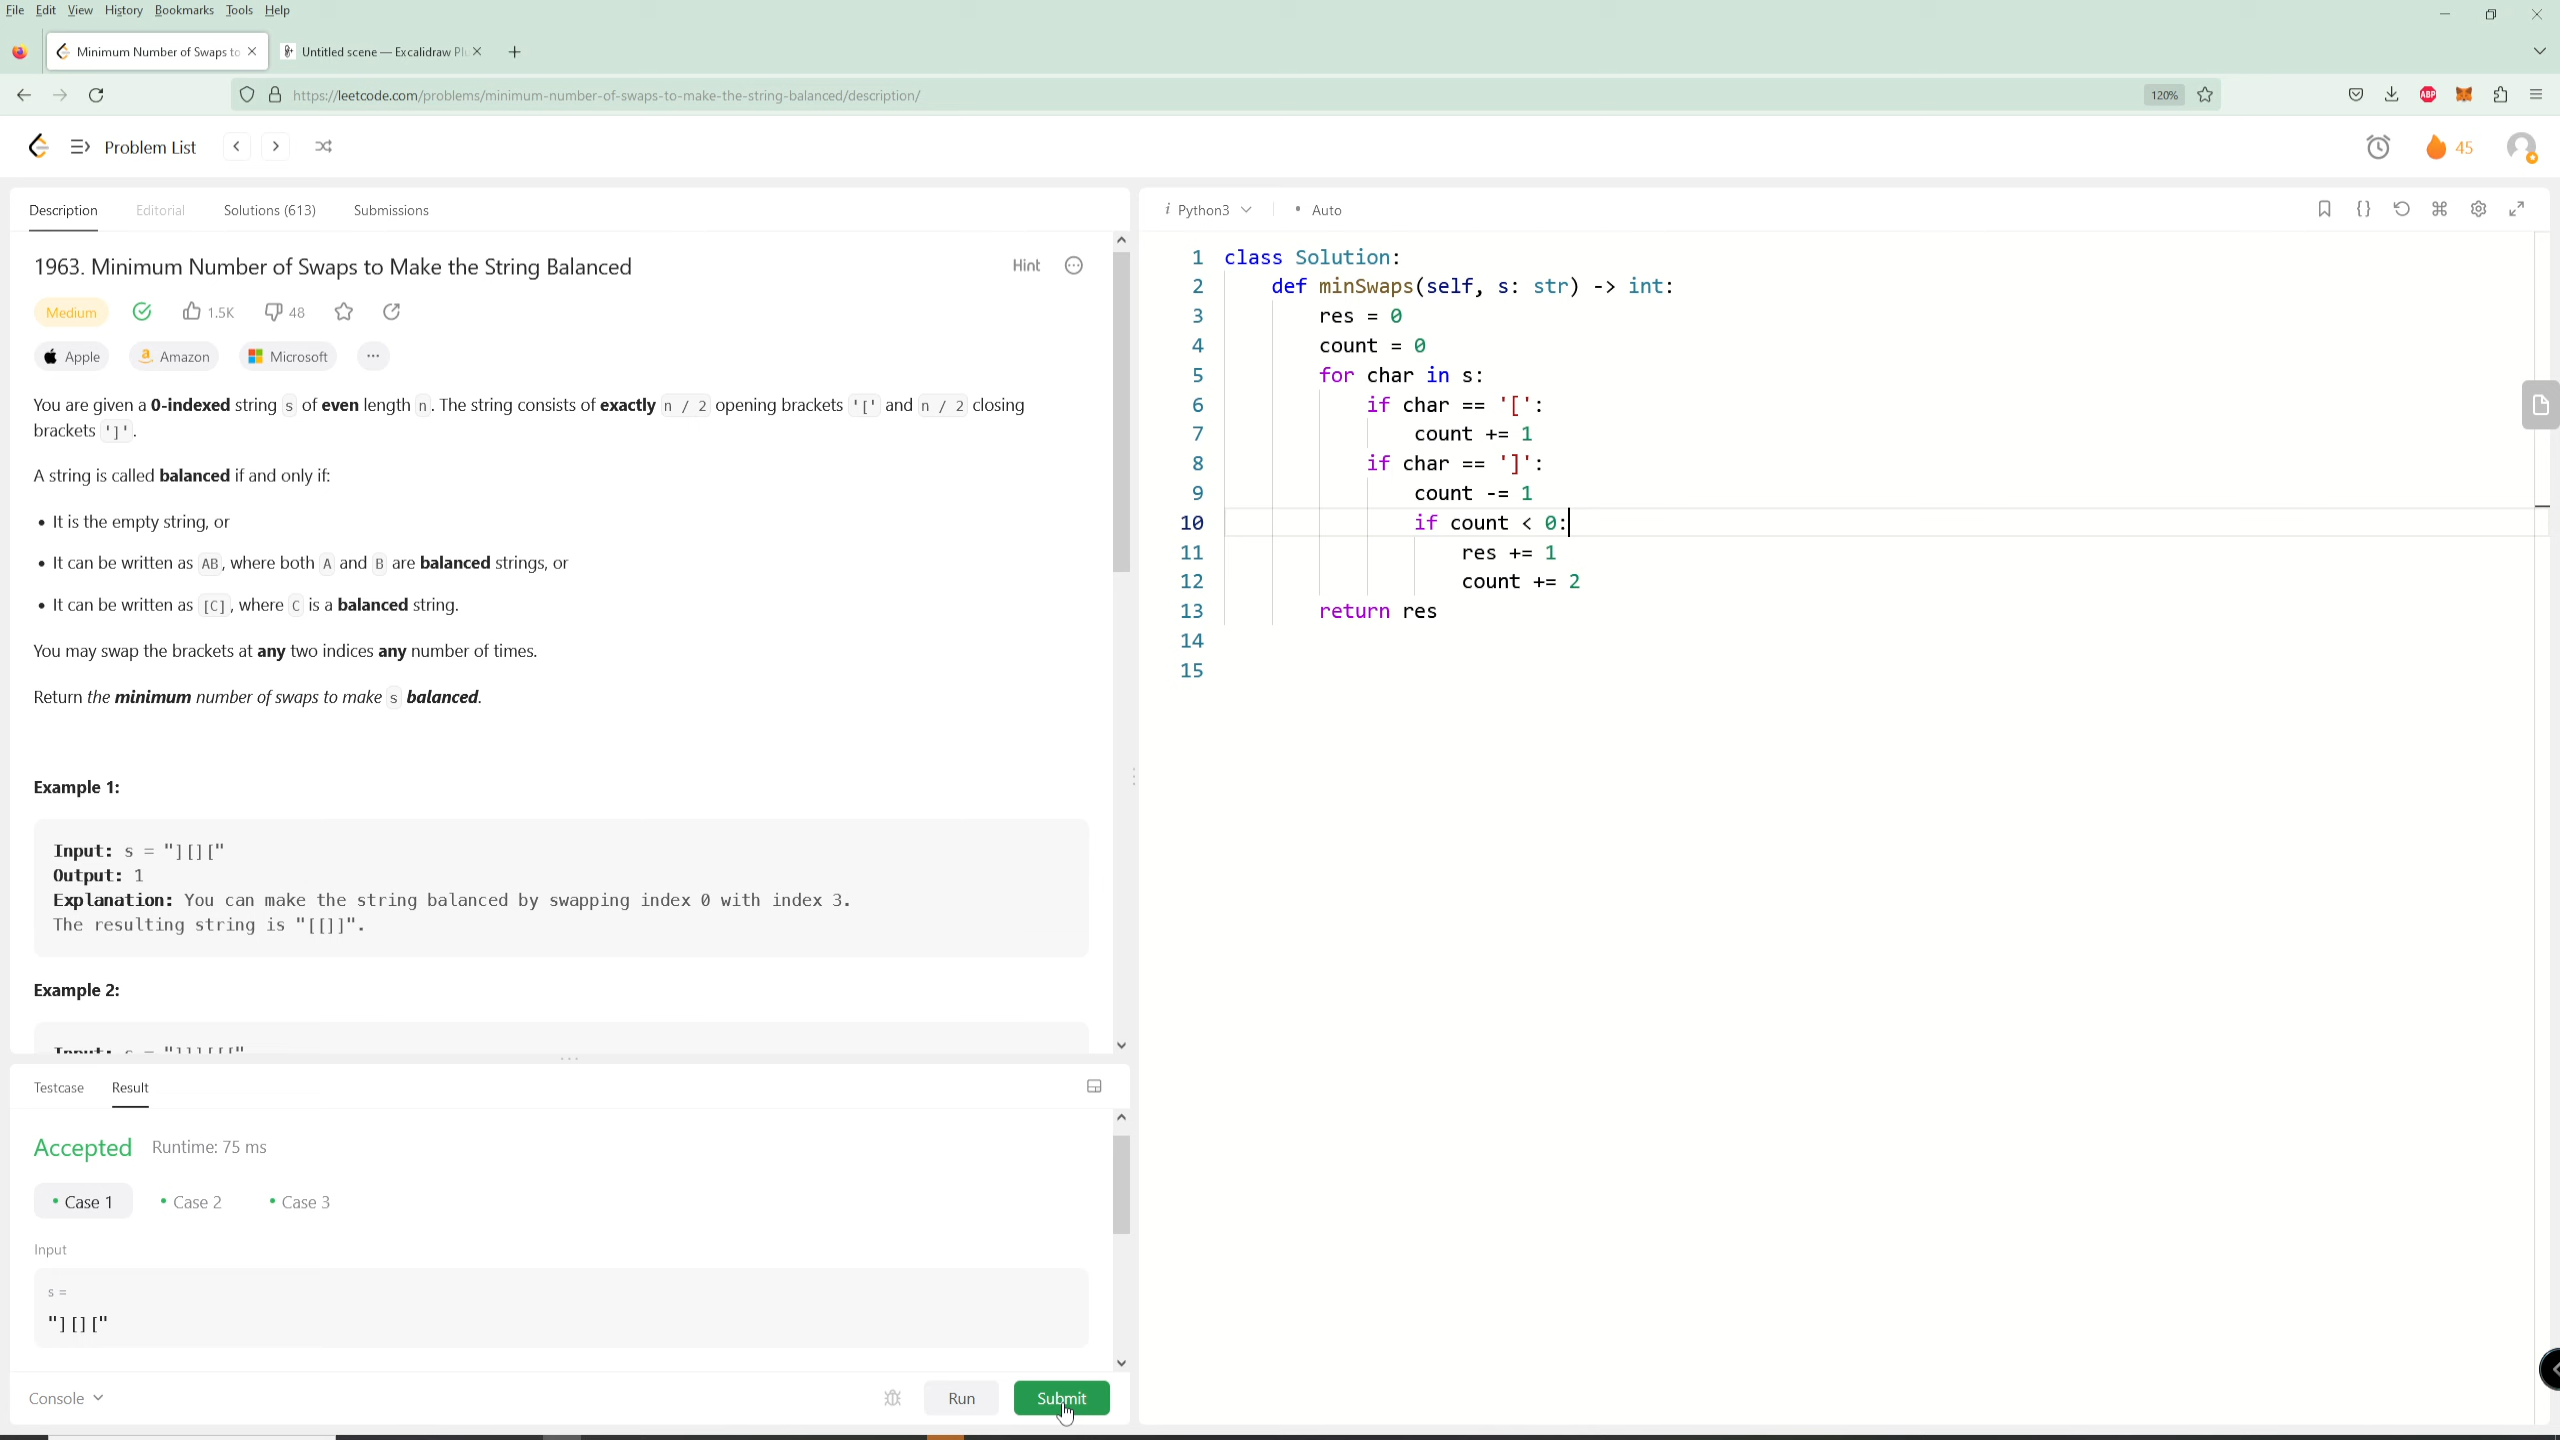 File Edit View History Bookmarks Tools Help
Minimum Number of Swaps to
Untitled scene — Excalidraw Pl
https://leetcode.com/problems/minimum-number-of-swaps-to-make-the-string-balanced/description/
120%
ABP
Problem List
45
Description Editorial Solutions (613) Submissions
1963. Minimum Number of Swaps to Make the String Balanced
Hint
Medium 1.5K 48
Apple Amazon Microsoft
You are given a 0-indexed string s of even length n. The string consists of exactly n / 2 opening brackets '[' and n / 2 closing
brackets ']'.
A string is called balanced if and only if:
• It is the empty string, or
• It can be written as AB, where both A and B are balanced strings, or
• It can be written as [C], where C is a balanced string.
You may swap the brackets at any two indices any number of times.
Return the minimum number of swaps to make s balanced.
Example 1:
Input: s = "][]["
Output: 1
Explanation: You can make the string balanced by swapping index 0 with index 3.
The resulting string is "[[]]".
Example 2:
Input: s = "]]][[["
Testcase Result
Accepted Runtime: 75 ms
• Case 1 • Case 2 • Case 3
Input
s =
"][]["
Console
Run Submit
i Python3 • Auto
1 class Solution:
2 def minSwaps(self, s: str) -> int:
3 res = 0
4 count = 0
5 for char in s:
6 if char == '[':
7 count += 1
8 if char == ']':
9 count -= 1
10 if count < 0:
11 res += 1
12 count += 2
13 return res
14
15